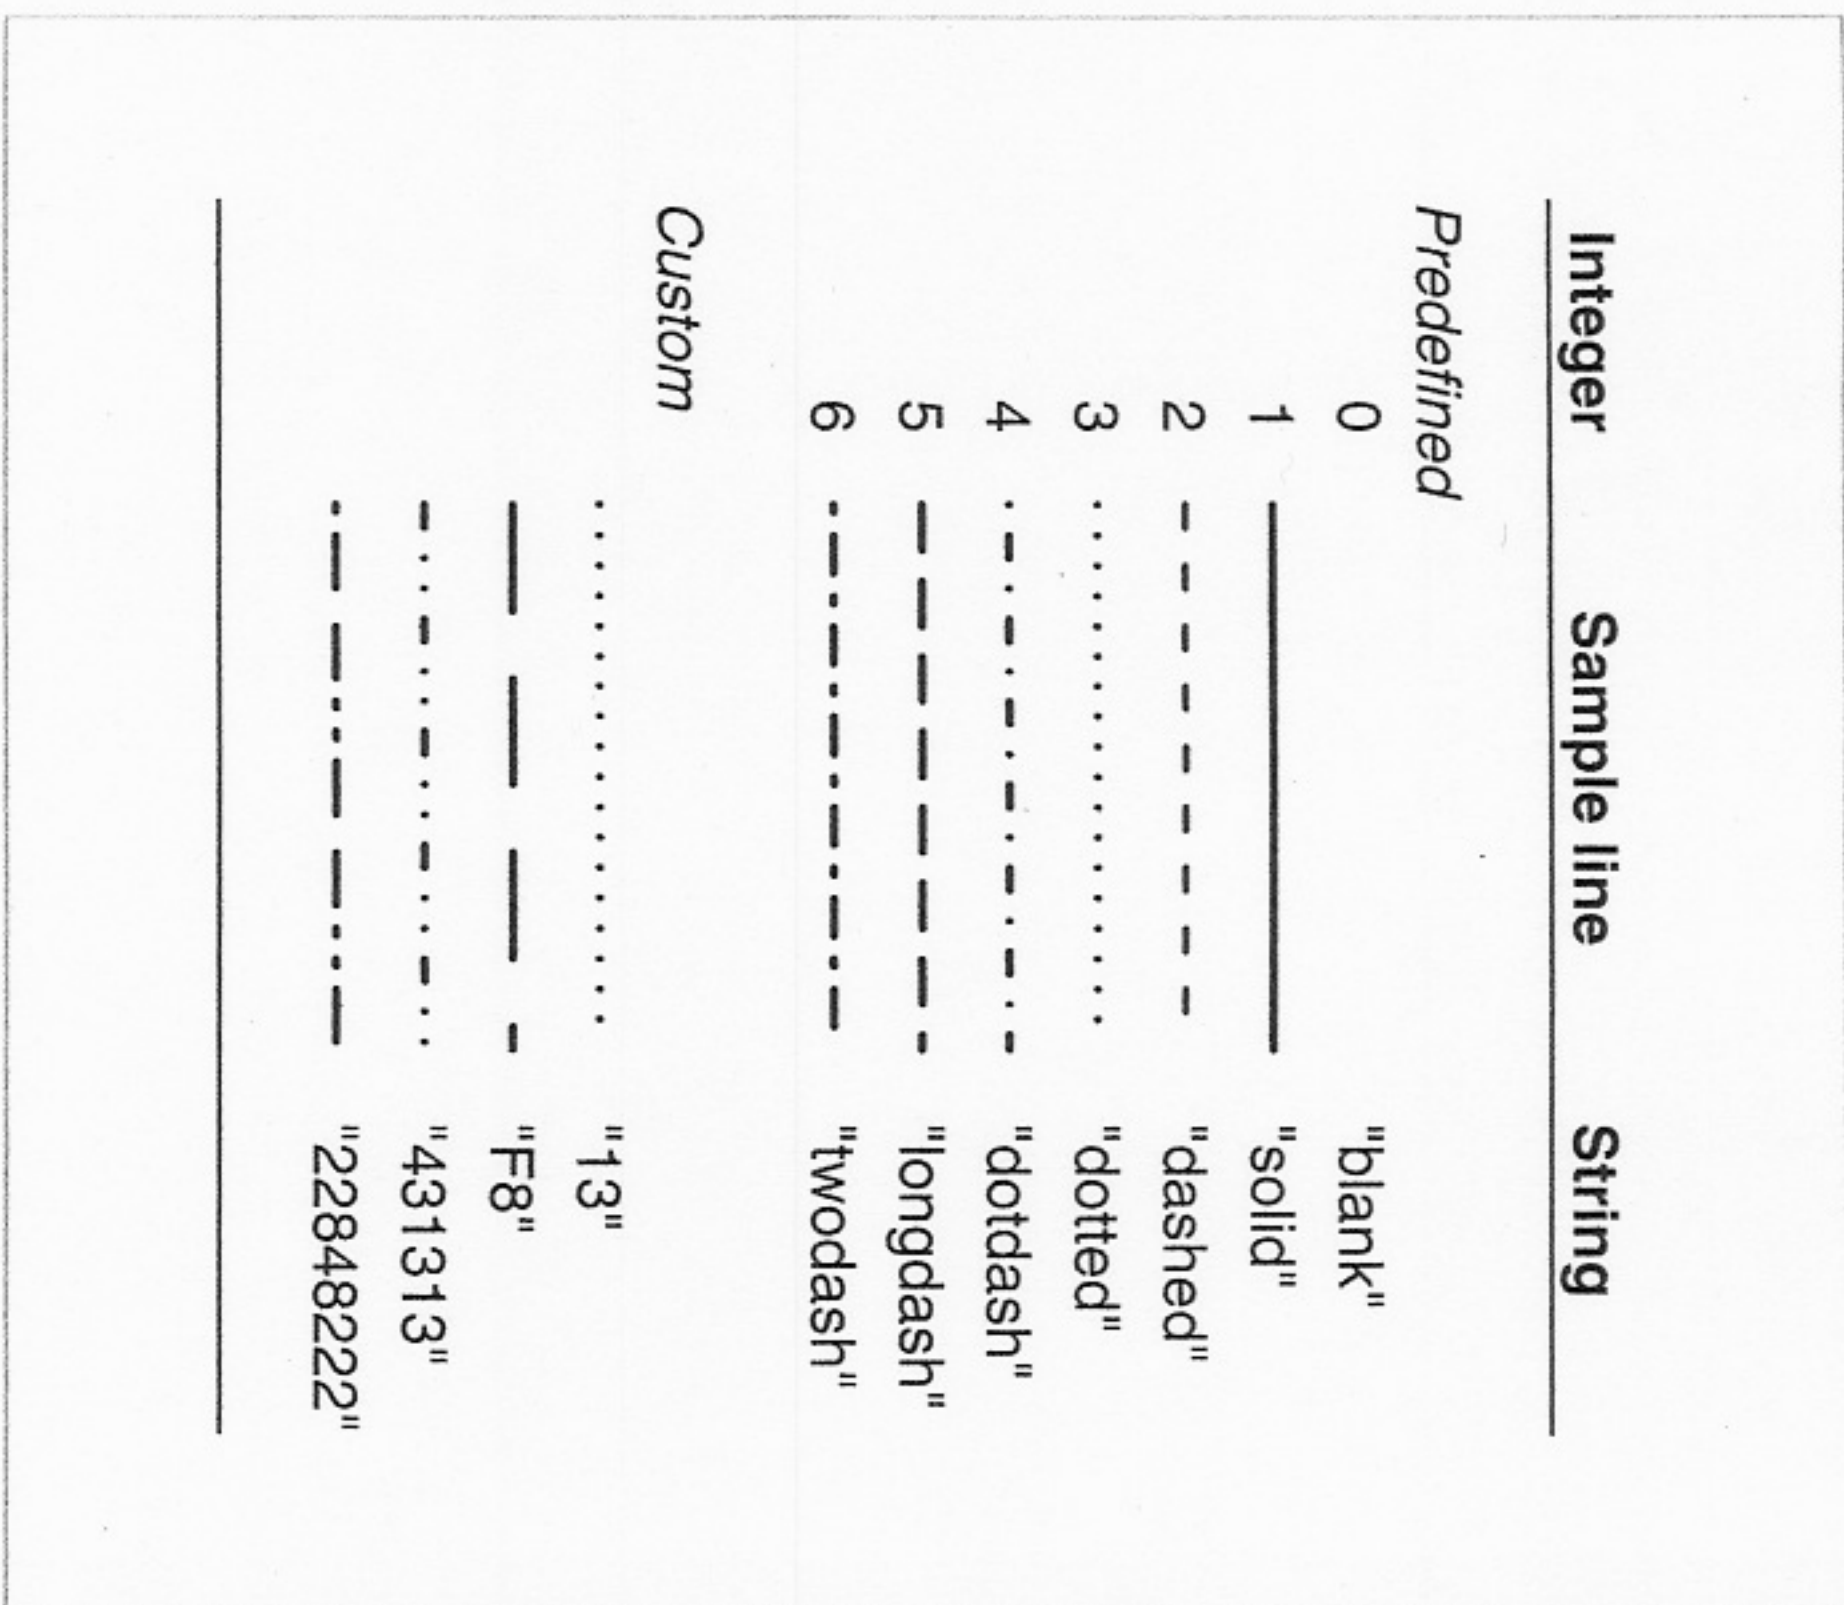 Integer Sample line String
Predefined
0 "blank"
1 "solid"
2 "dashed"
3 "dotted"
4 "dotdash"
5 "longdash"
6 "twodash"
Custom
"13"
"F8"
"431313"
"22848222"